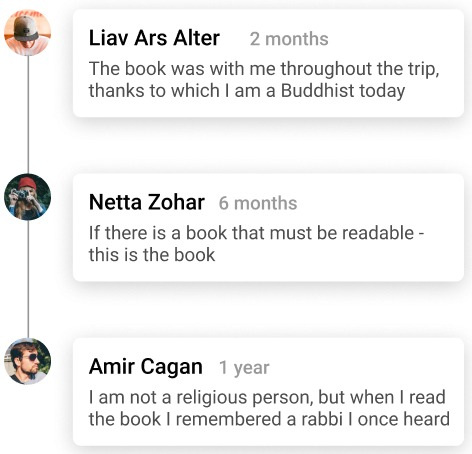 Liav Ars Alter 2 months
The book was with me throughout the trip,
thanks to which I am a Buddhist today
Netta Zohar 6 months
If there is a book that must be readable -
this is the book
Amir Cagan 1 year
I am not a religious person, but when I read
the book I remembered a rabbi I once heard